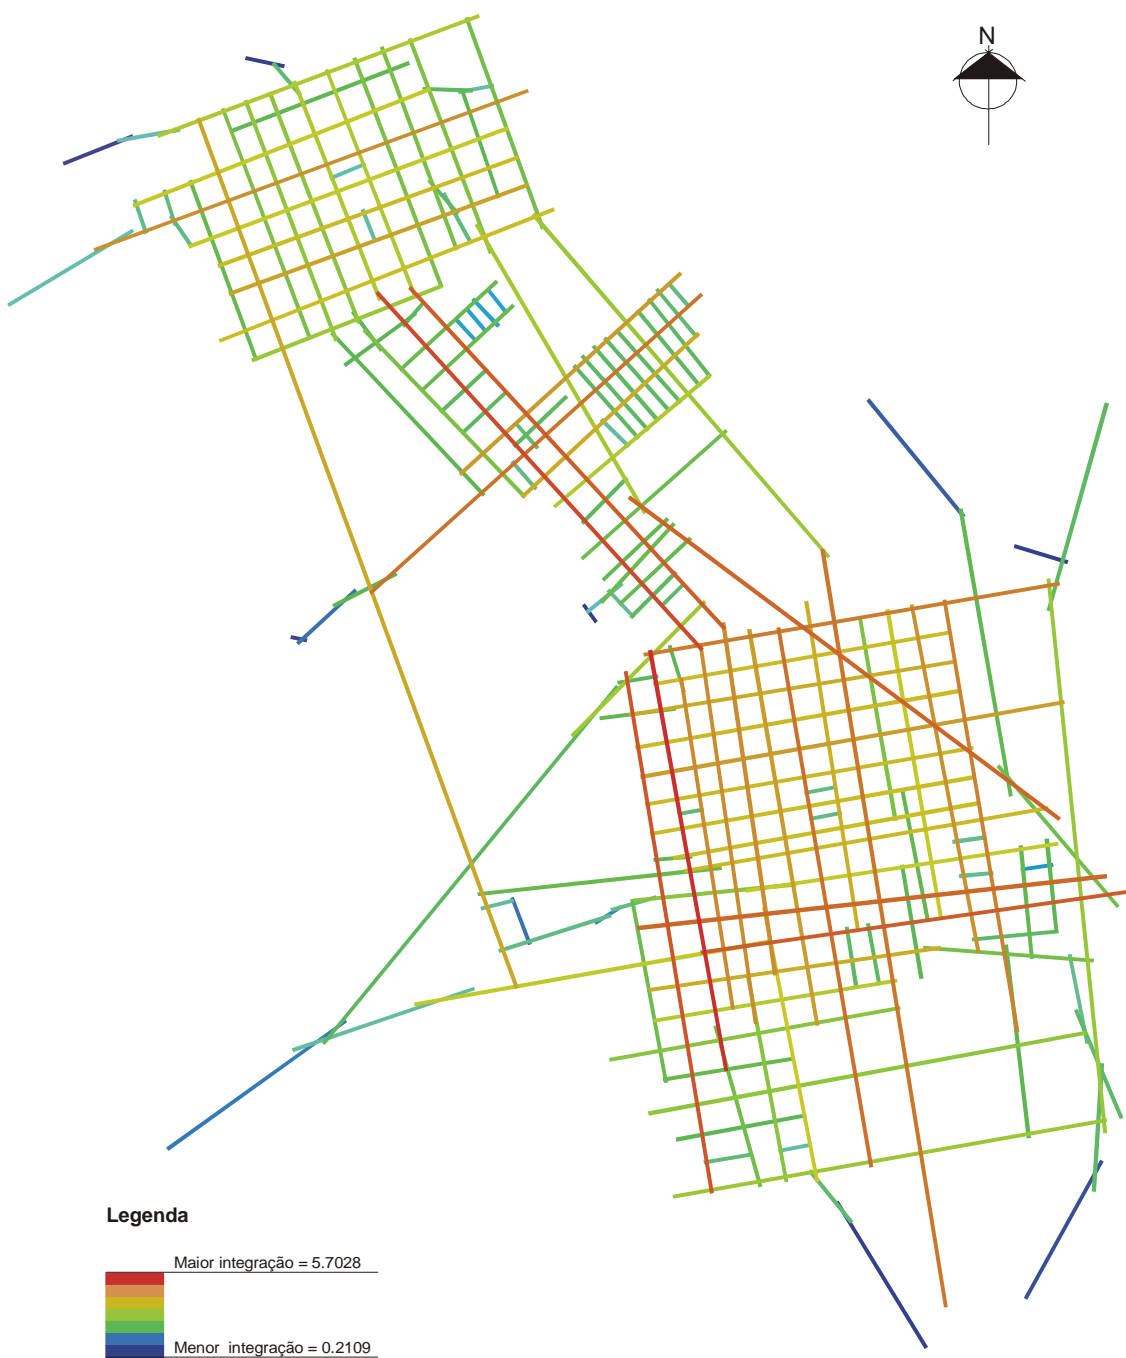 N
Legenda
Maior integração = 5.7028
Menor integração = 0.2109